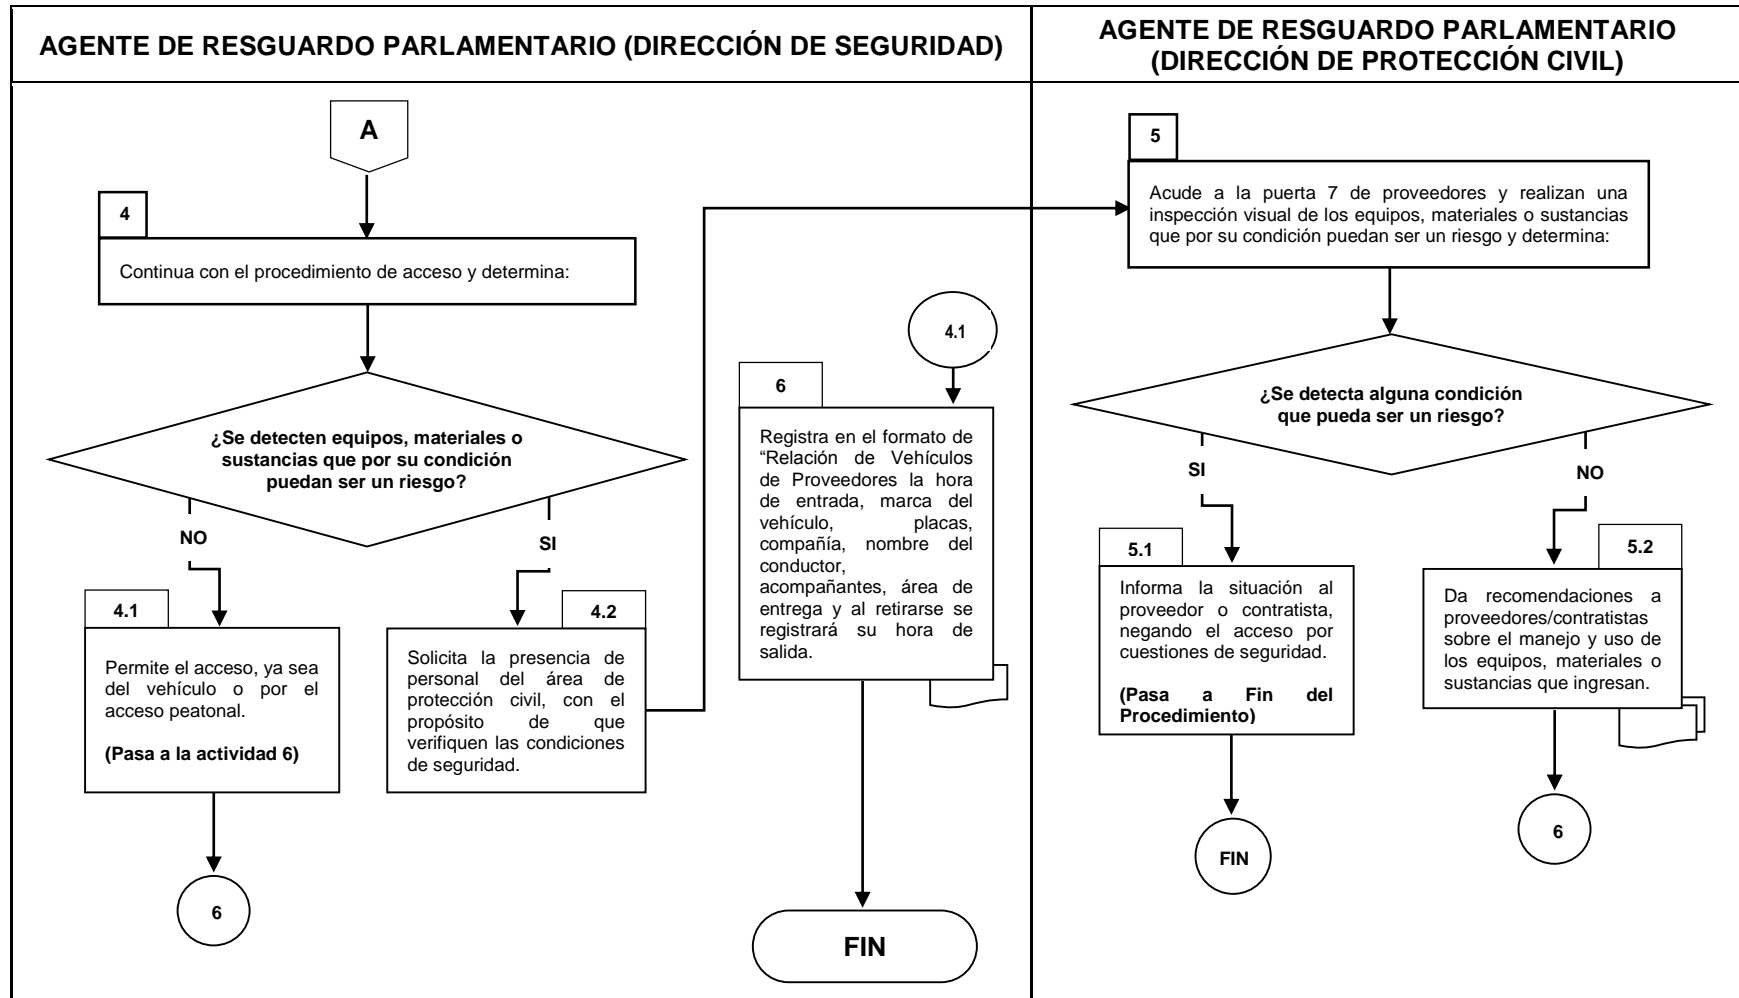 AGENTE DE RESGUARDO PARLAMENTARIO (DIRECCIÓN DE SEGURIDAD)
AGENTE DE RESGUARDO PARLAMENTARIO
(DIRECCIÓN DE PROTECCIÓN CIVIL)
A
4
Continua con el procedimiento de acceso y determina:
¿Se detecten equipos, materiales o
sustancias que por su condición
puedan ser un riesgo?
NO
SI
4.1
Permite el acceso, ya sea
del vehículo o por el
acceso peatonal.
(Pasa a la actividad 6)
6
4.2
Solicita la presencia de
personal del área de
protección civil, con el
propósito de que
verifiquen las condiciones
de seguridad.
4.1
6
Registra en el formato de
“Relación de Vehículos
de Proveedores la hora
de entrada, marca del
vehículo, placas,
compañía, nombre del
conductor,
acompañantes, área de
entrega y al retirarse se
registrará su hora de
salida.
FIN
5
Acude a la puerta 7 de proveedores y realizan una
inspección visual de los equipos, materiales o sustancias
que por su condición puedan ser un riesgo y determina:
¿Se detecta alguna condición
que pueda ser un riesgo?
SI
NO
5.1
Informa la situación al
proveedor o contratista,
negando el acceso por
cuestiones de seguridad.
(Pasa a Fin del
Procedimiento)
FIN
5.2
Da recomendaciones a
proveedores/contratistas
sobre el manejo y uso de
los equipos, materiales o
sustancias que ingresan.
6